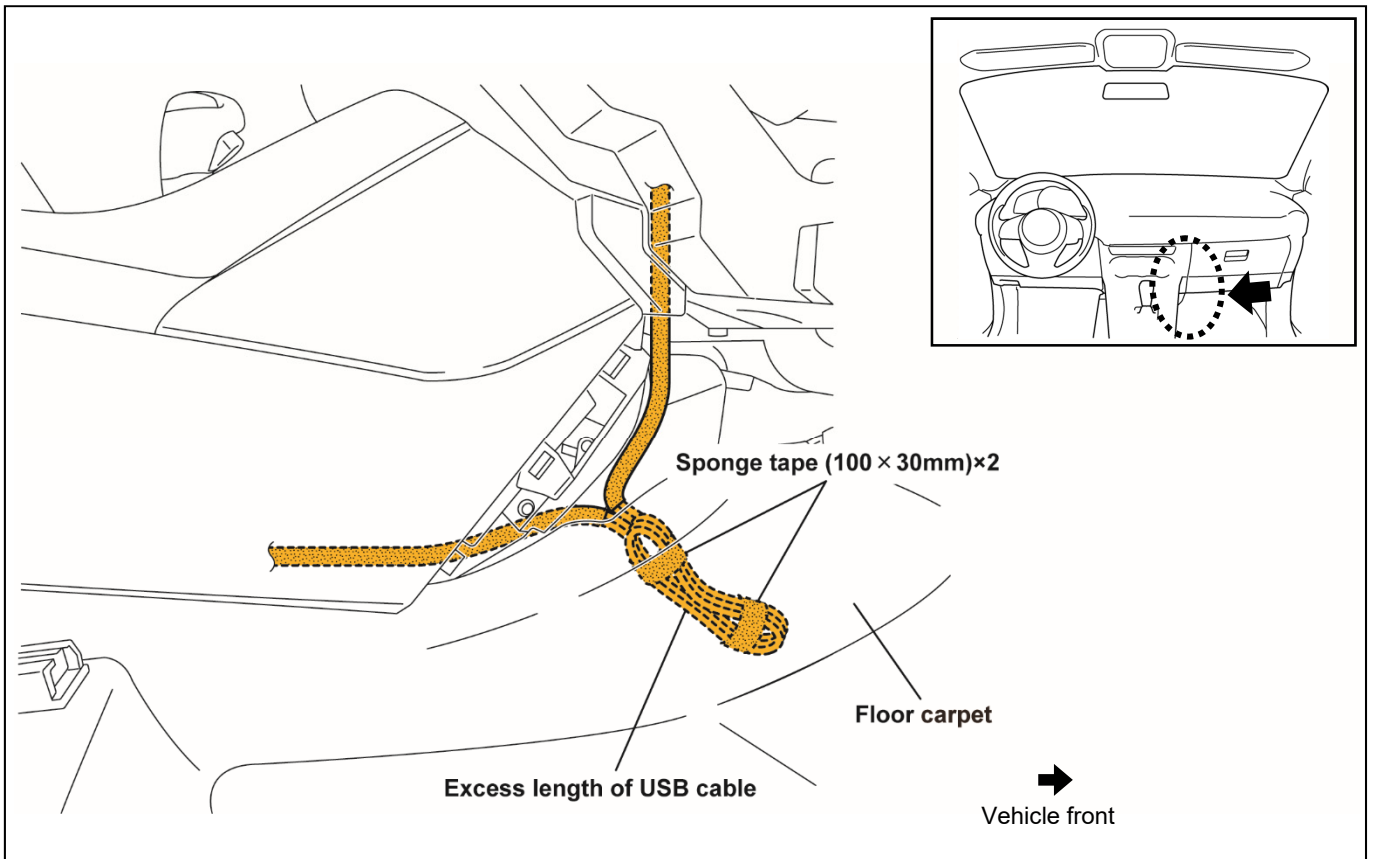 Sponge tape (100×30mm)×2
Floor carpet
Excess length of USB cable
Vehicle front